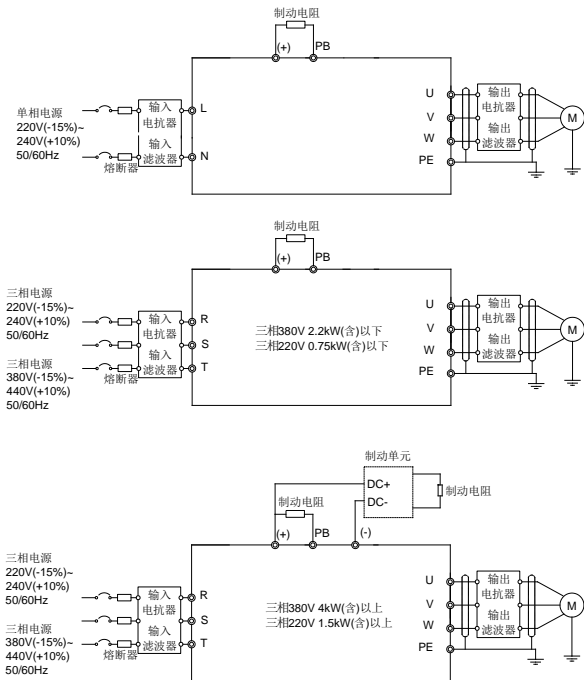 制动电阻
(+)
PB
单相电源
220V(-15%)~
240V(+10%)
50/60Hz
熔断器
输入
电抗器
输入
滤波器
L
N
U
V
W
PE
输出
电抗器
输出
滤波器
M
制动电阻
(+)
PB
三相电源
220V(-15%)~
240V(+10%)
50/60Hz
三相电源
380V(-15%)~
440V(+10%)
50/60Hz
熔断器
输入
电抗器
输入
滤波器
R
S
T
三相380V 2.2kW(含)以下
三相220V 0.75kW(含)以下
U
V
W
PE
输出
电抗器
输出
滤波器
M
制动单元
DC+
DC-
制动电阻
制动电阻
(+)
PB
(-)
三相电源
220V(-15%)~
240V(+10%)
50/60Hz
三相电源
380V(-15%)~
440V(+10%)
50/60Hz
熔断器
输入
电抗器
输入
滤波器
R
S
T
三相380V 4kW(含)以上
三相220V 1.5kW(含)以上
U
V
W
PE
输出
电抗器
输出
滤波器
M